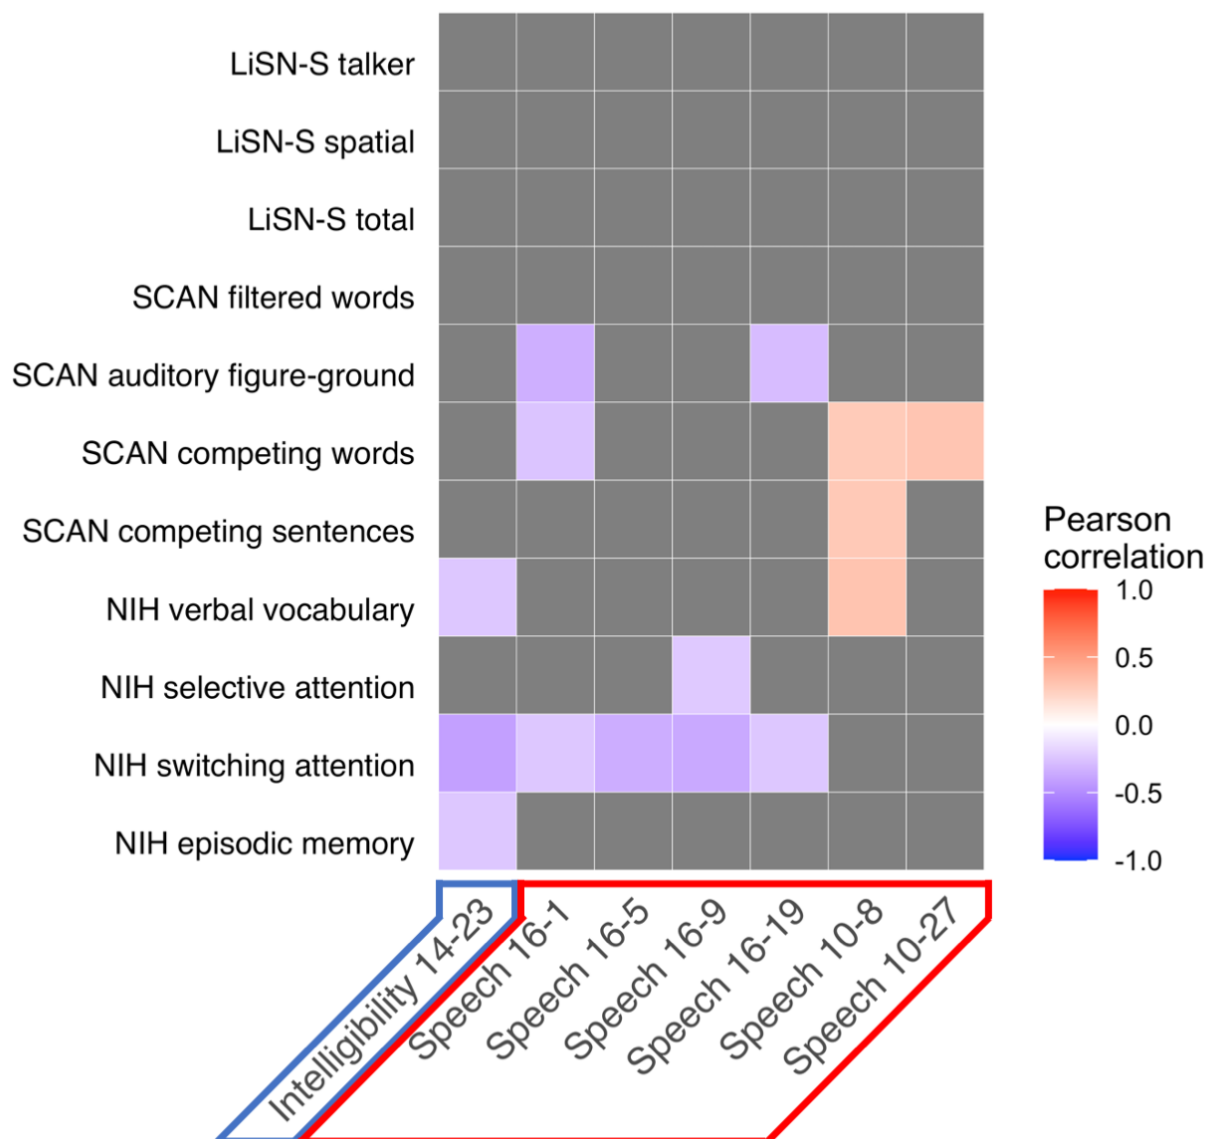 LiSN-S talker
LiSN-S spatial
LiSN-S total
SCAN filtered words
SCAN auditory figure-ground
SCAN competing words
SCAN competing sentences
NIH verbal vocabulary
NIH selective attention
NIH switching attention
NIH episodic memory
Intelligibility 14-23
Speech 16-1
Speech 16-5
Speech 16-9
Speech 16-19
Speech 10-8
Speech 10-27
Pearson
correlation
1.0
0.5
0.0
-0.5
-1.0